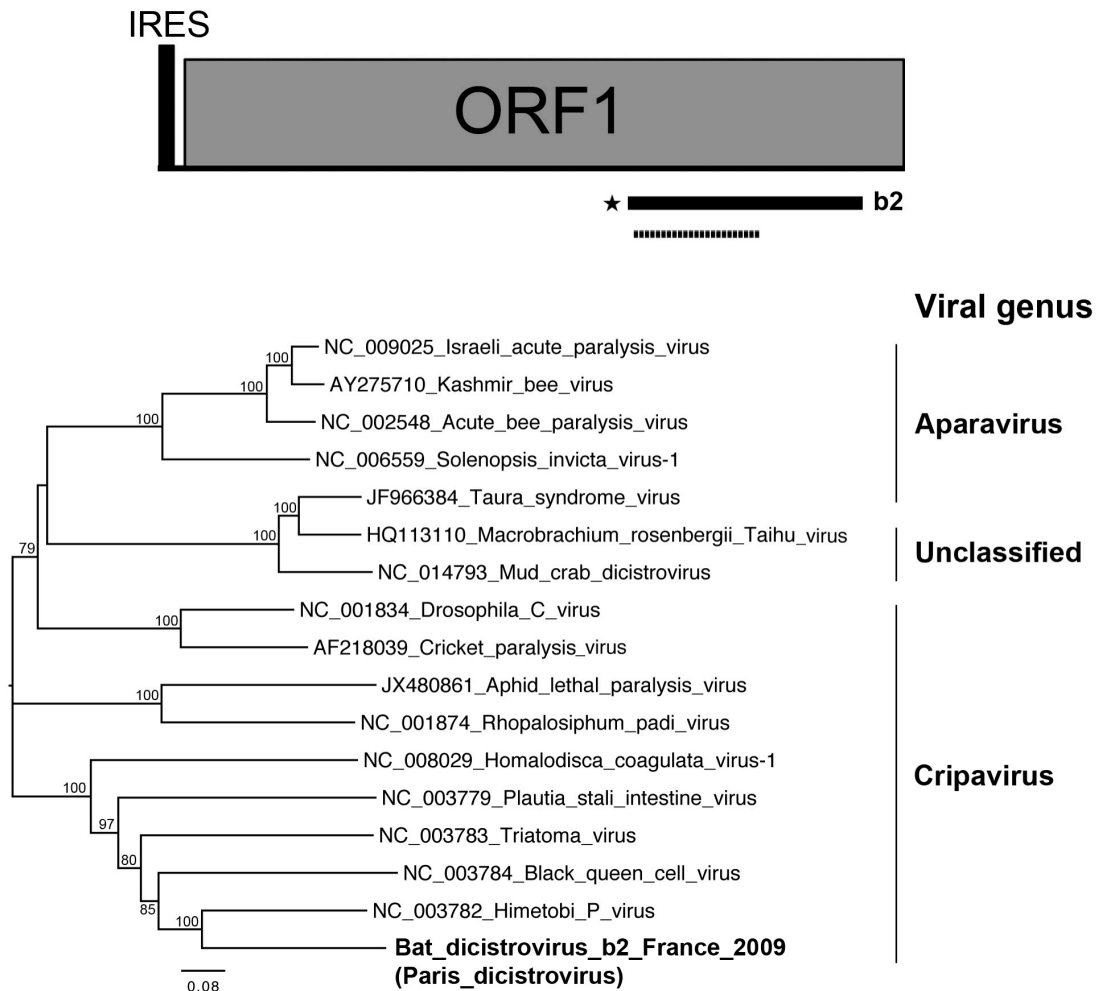 IRES
ORF1
★ b2
Viral genus
100 NC_009025_Israeli_acute_paralysis_virus
100 AY275710_Kashmir_bee_virus
100 NC_002548_Acute_bee_paralysis_virus
Aparavirus
NC_006559_Solenopsis_invicta_virus-1
100 JF966384_Taura_syndrome_virus
100 HQ113110_Macrobrachium_rosenbergii_Taihu_virus
79 Unclassified
NC_014793_Mud_crab_dicistrovirus
100 NC_001834_Drosophila_C_virus
AF218039_Cricket_paralysis_virus
100 JX480861_Aphid_lethal_paralysis_virus
NC_001874_Rhopalosiphum_padi_virus
100 NC_008029_Homalodisca_coagulata_virus-1
Cripavirus
97 NC_003779_Plautia_stali_intestine_virus
80 NC_003783_Triatoma_virus
85 NC_003784_Black_queen_cell_virus
100 NC_003782_Himetobi_P_virus
Bat_dicistrovirus_b2_France_2009
(Paris_dicistrovirus)
0.08